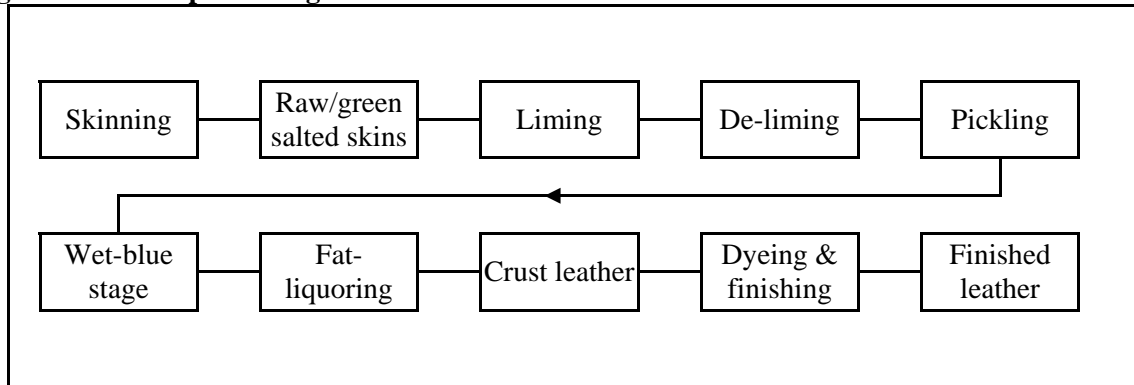 Skinning
Raw/green
salted skins
Liming
De-liming
Pickling
Wet-blue
stage
Fat-
liquoring
Crust leather
Dyeing &
finishing
Finished
leather